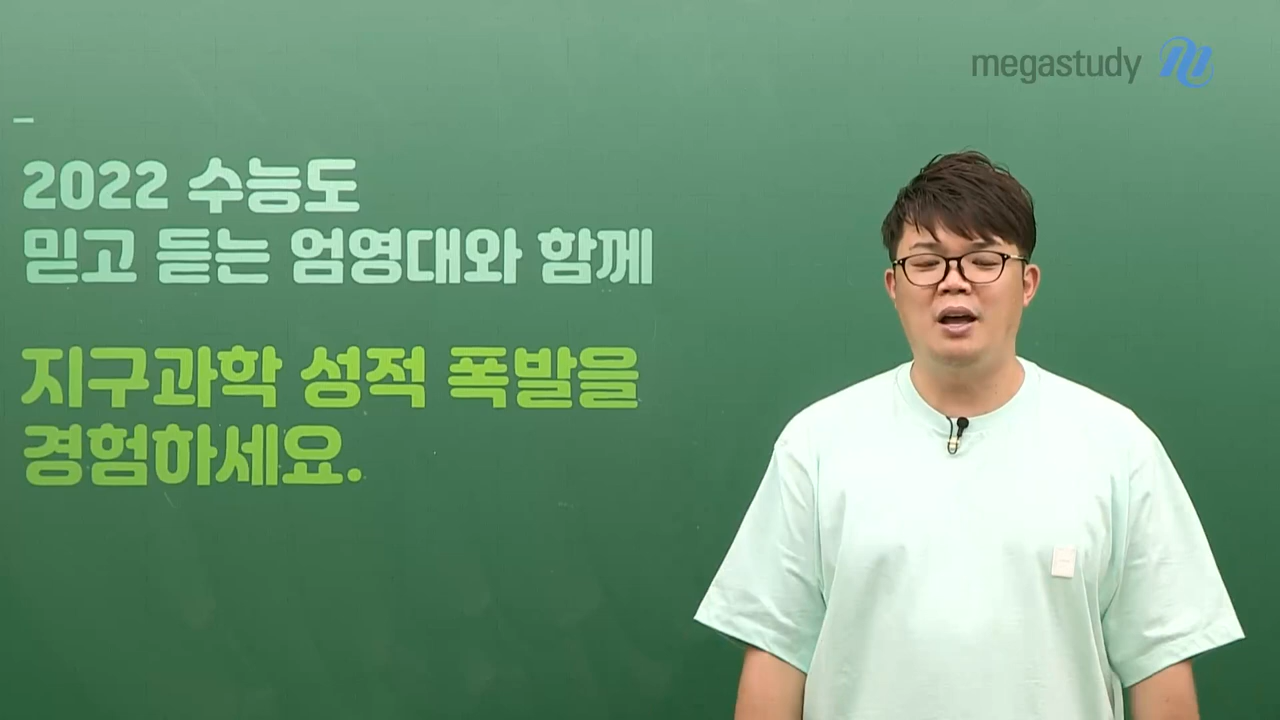 megastudy
2022 수능도
믿고 듣는 엄영대와 함께
지구과학 성적 폭발을
경험하세요.